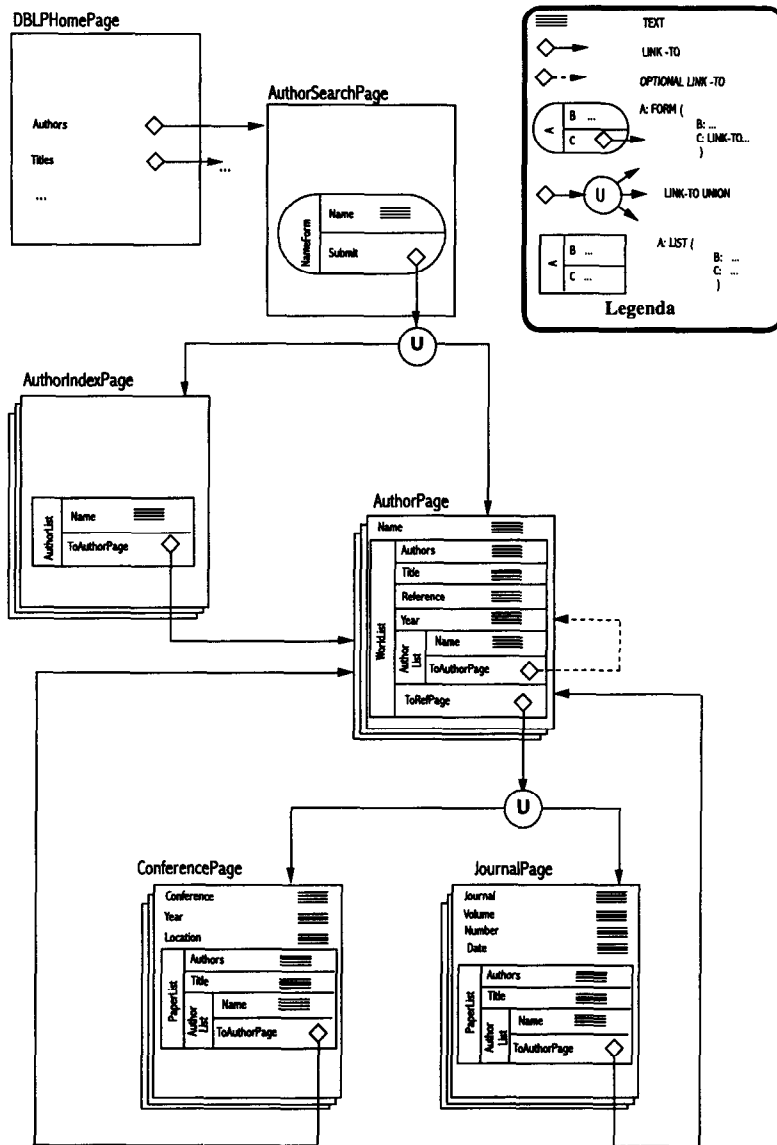 DBLPHomePage
Authors
Titles
...
...
AuthorSearchPage
NameForm
Name
Submit
TEXT
LINK -TO
OPTIONAL LINK -TO
A
B ...
C
A: FORM (
B: ...
C: LINK-TO...
)
U
LINK-TO UNION
A
B ...
C ...
A: LIST (
B: ...
C: ...
)
Legenda
U
AuthorIndexPage
AuthorList
Name
ToAuthorPage
AuthorPage
Name
WorkList
Authors
Title
Reference
Year
Author
List
Name
ToAuthorPage
ToRefPage
U
ConferencePage
Conference
Year
Location
PaperList
Authors
Title
Author
List
Name
ToAuthorPage
JournalPage
Journal
Volume
Number
Date
PaperList
Authors
Title
Author
List
Name
ToAuthorPage